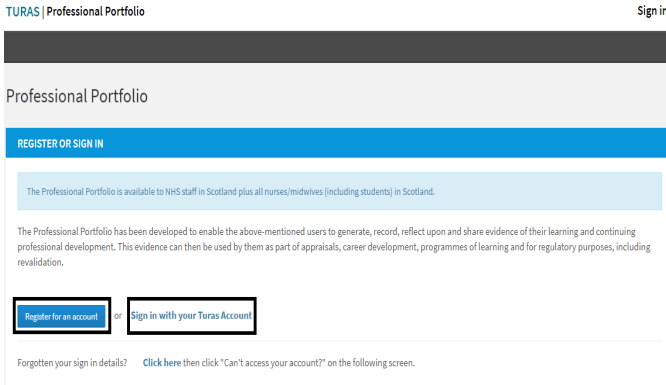 TURAS | Professional Portfolio Sign in
Professional Portfolio
REGISTER OR SIGN IN
The Professional Portfolio is available to NHS staff in Scotland plus all nurses/midwives (including students) in Scotland.
The Professional Portfolio has been developed to enable the above-mentioned users to generate, record, reflect upon and share evidence of their learning and continuing
professional development. This evidence can then be used by them as part of appraisals, career development, programmes of learning and for regulatory purposes, including
revalidation.
Register for an account or Sign in with your Turas Account
Forgotten your sign in details? Click here then click "Can't access your account?" on the following screen.